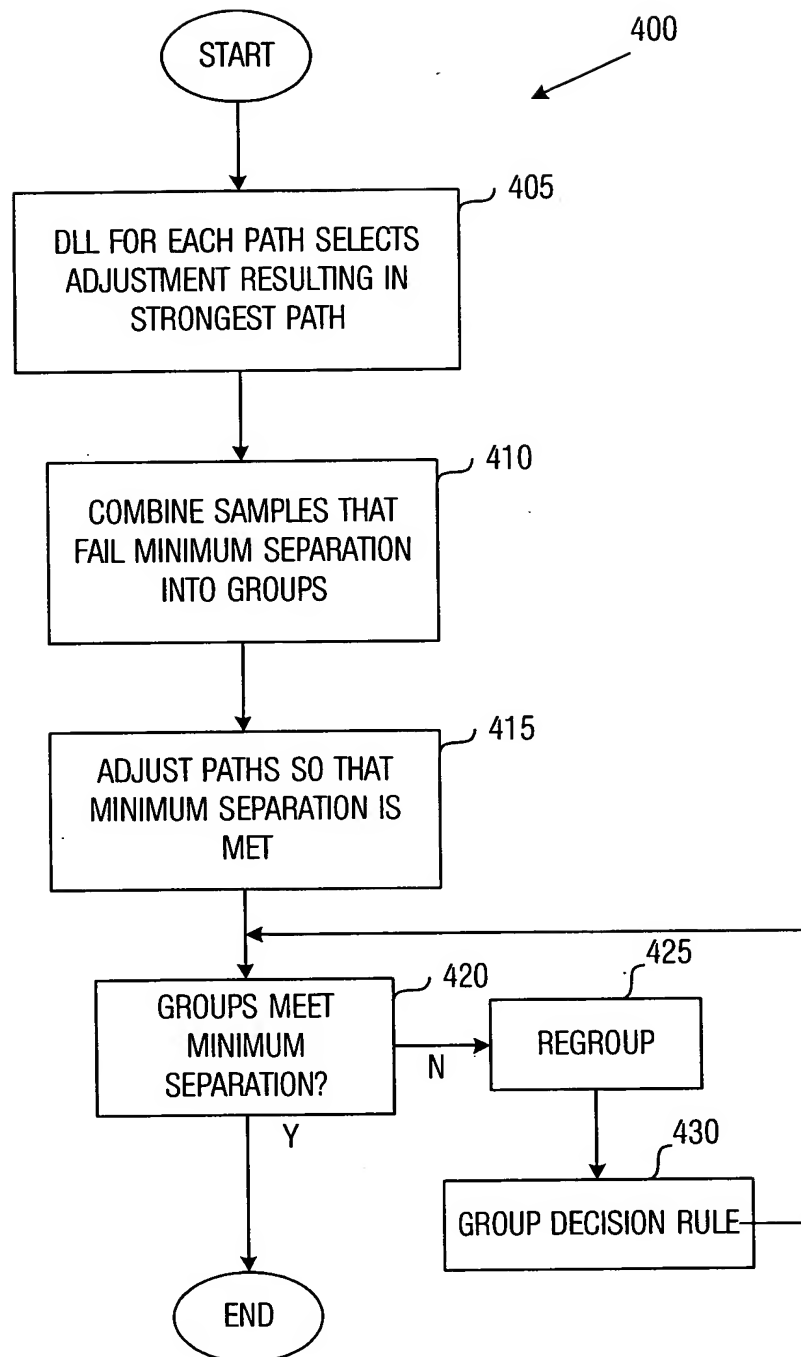 START
400
405
DLL FOR EACH PATH SELECTS
ADJUSTMENT RESULTING IN
STRONGEST PATH
410
COMBINE SAMPLES THAT
FAIL MINIMUM SEPARATION
INTO GROUPS
415
ADJUST PATHS SO THAT
MINIMUM SEPARATION IS
MET
420
GROUPS MEET
MINIMUM
SEPARATION?
N
Y
425
REGROUP
430
GROUP DECISION RULE
END